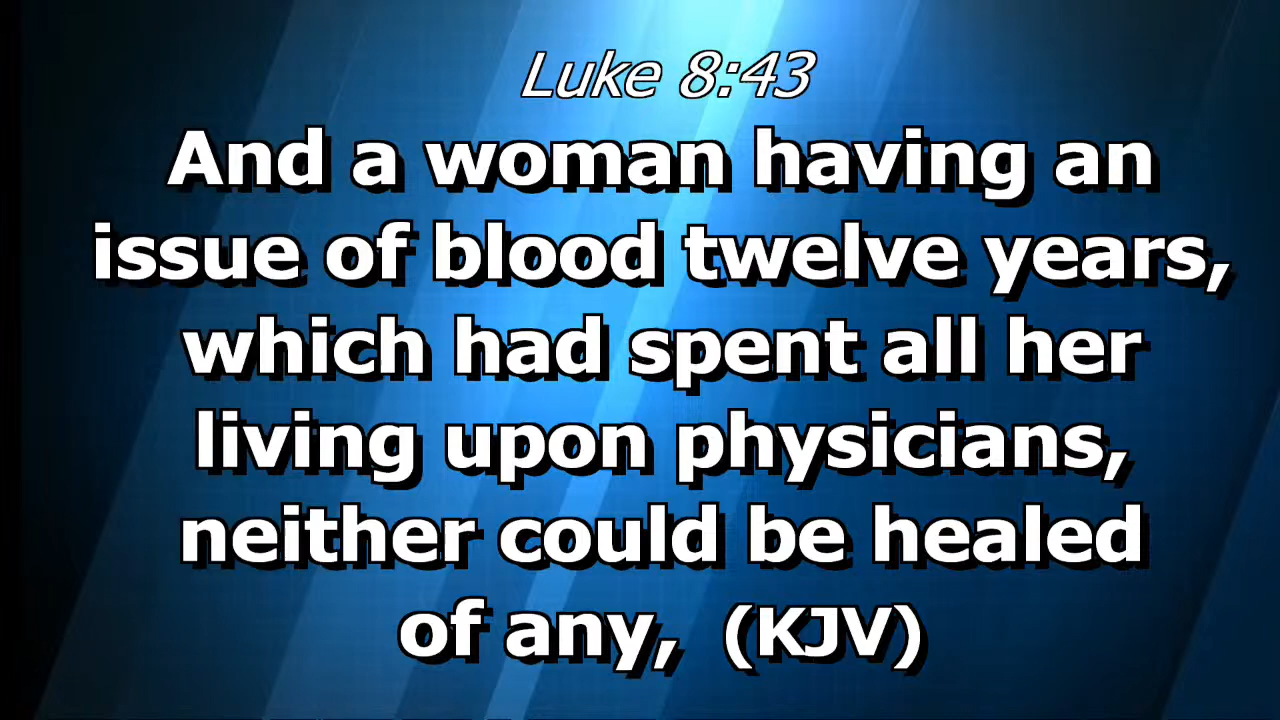 Luke 8:43
And a woman having an
issue of blood twelve years,
which had spent all her
living upon physicians,
neither could be healed
of any, (KJV)